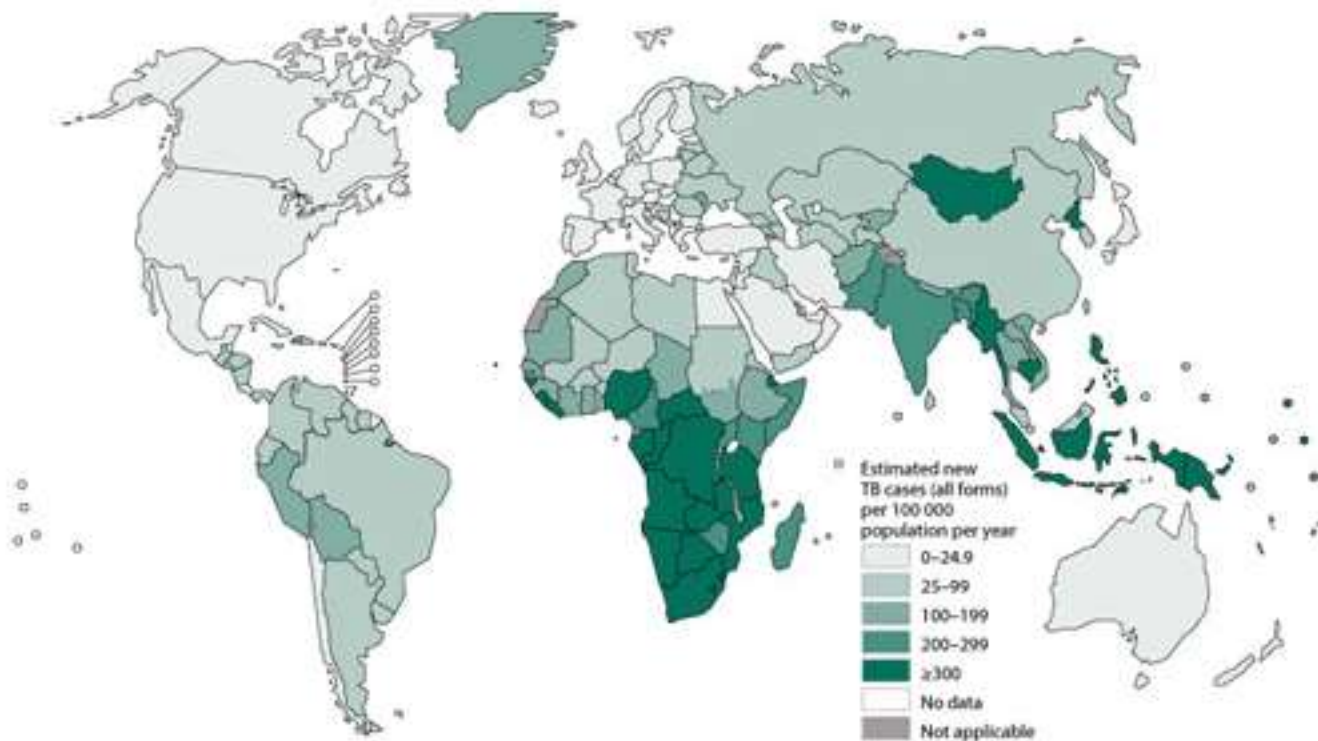 Estimated new
TB cases (all forms)
per 100 000
population per year
0–24.9
25–99
100–199
200–299
≥300
No data
Not applicable